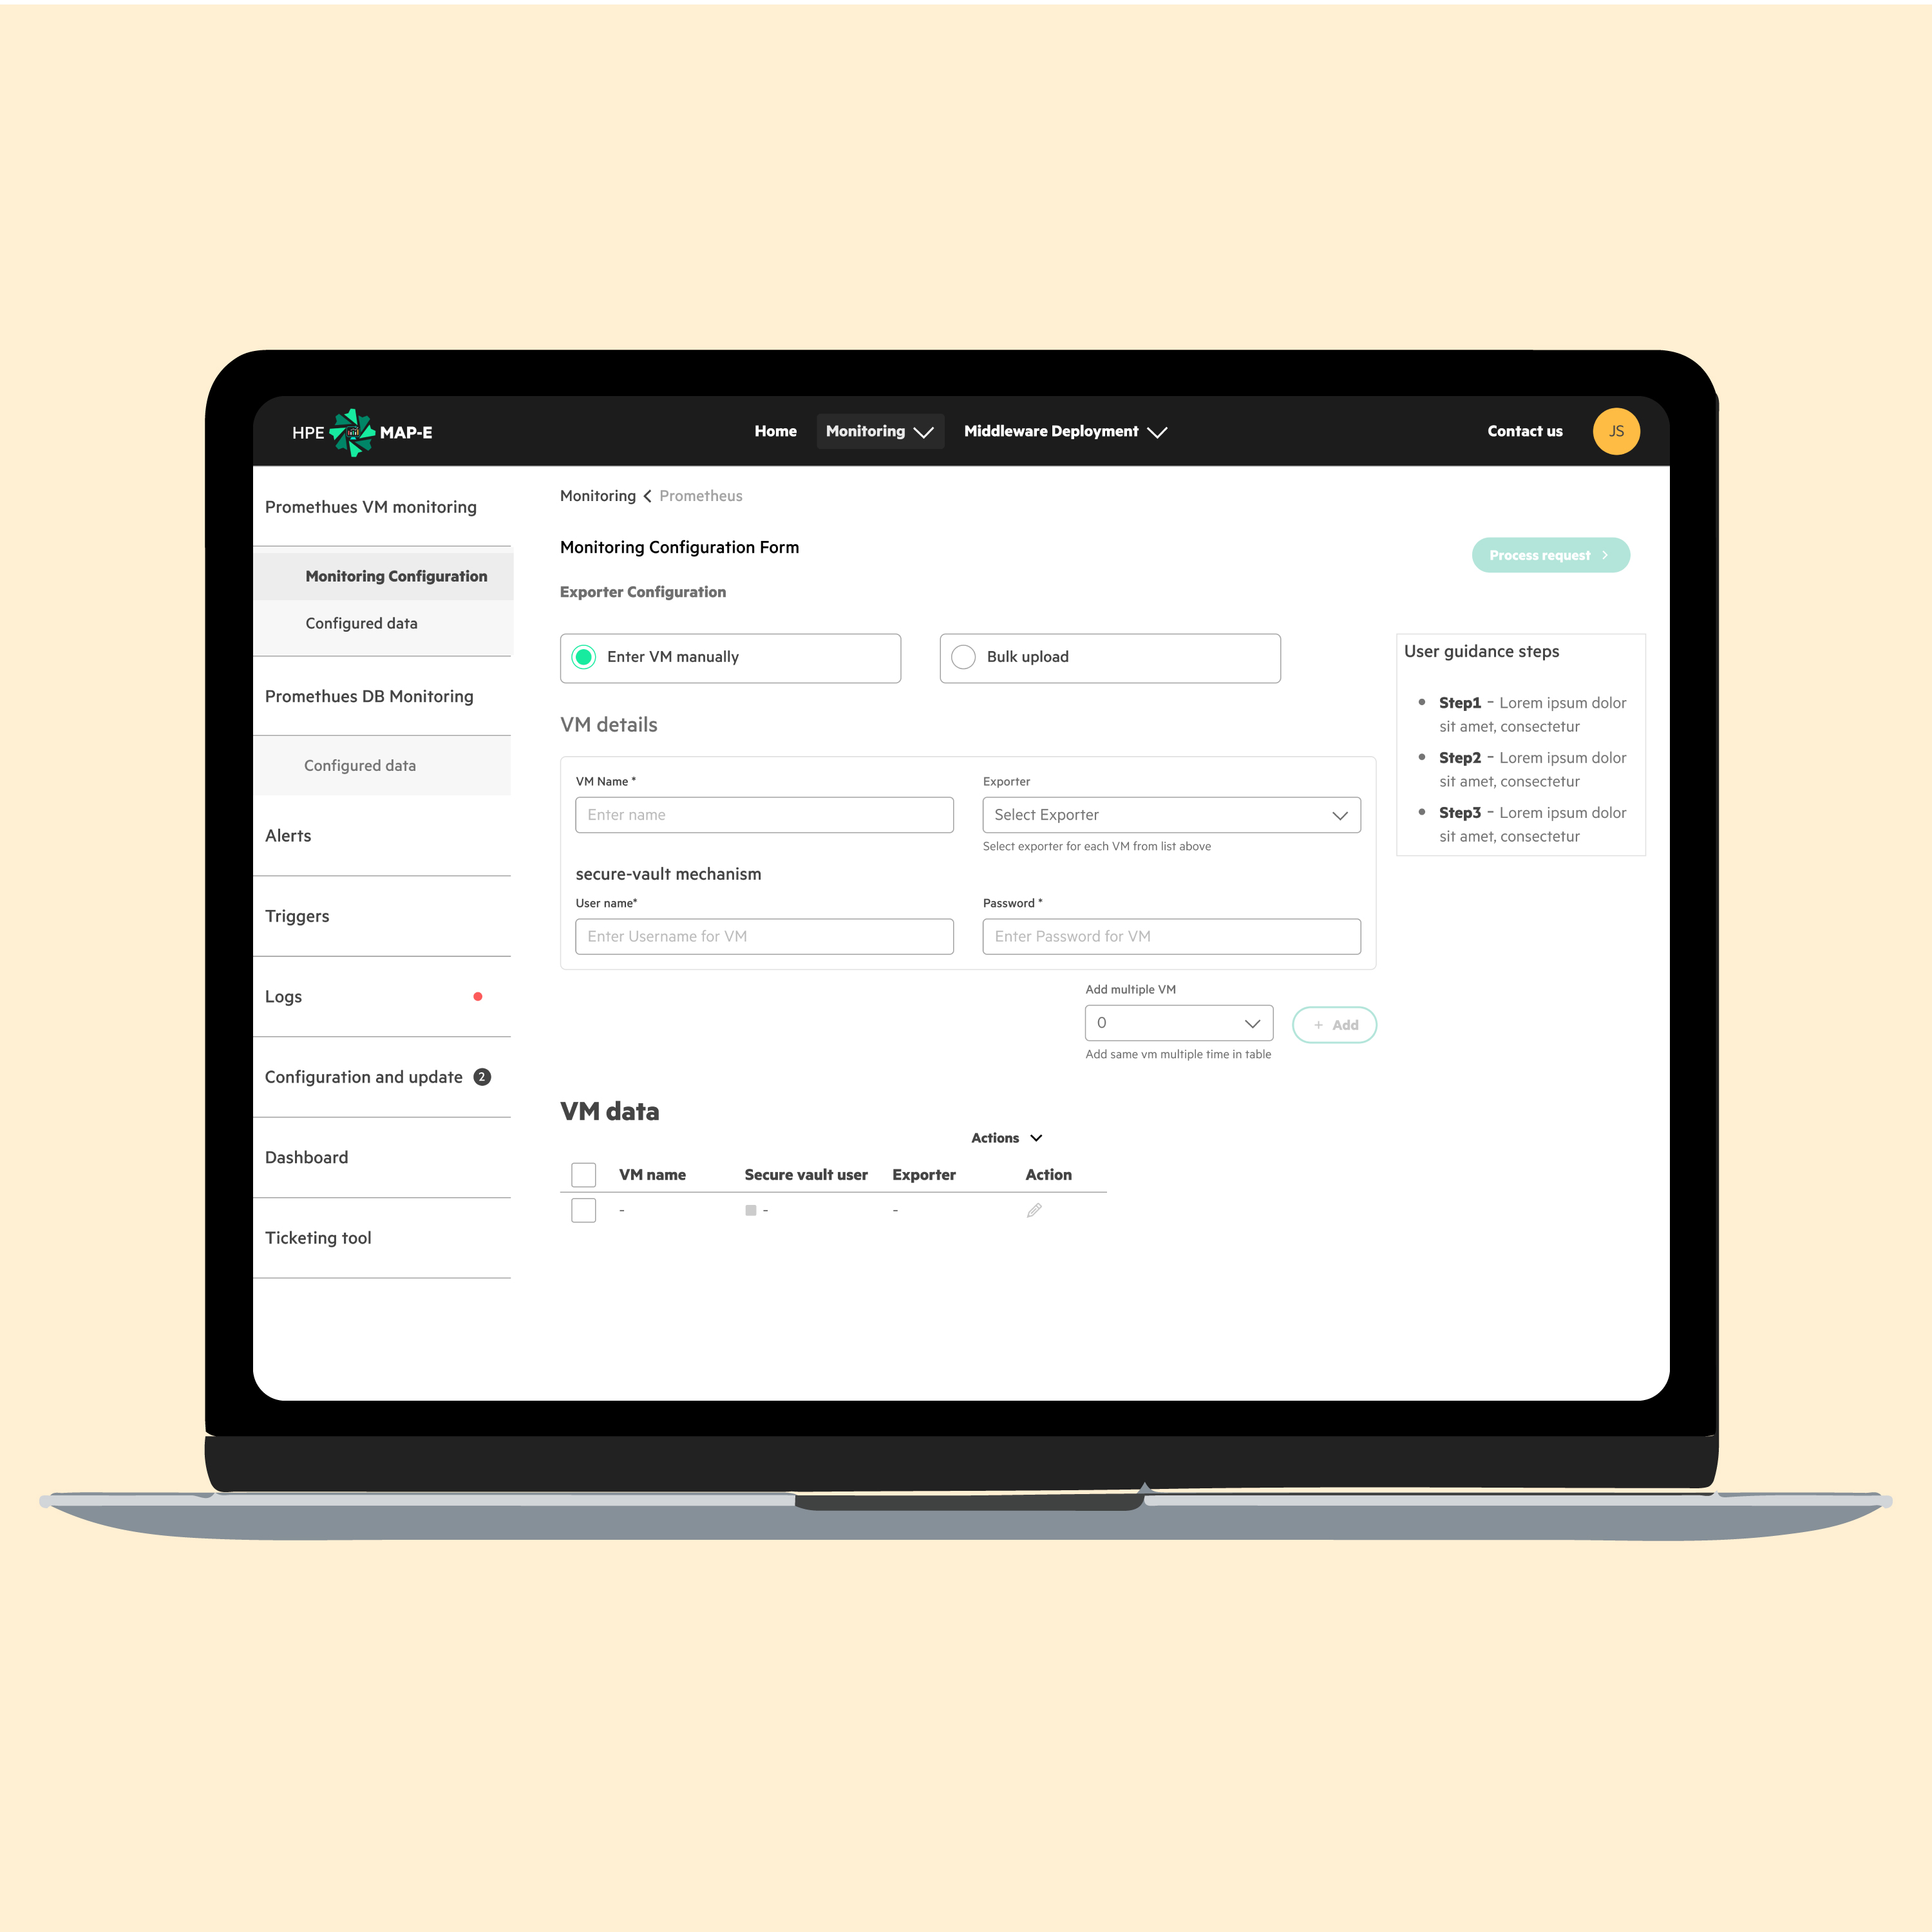 HPE MAP-E
Home Monitoring Middleware Deployment
Contact us JS
Promethues VM monitoring
Monitoring Configuration
Configured data
Promethues DB Monitoring
Configured data
Alerts
Triggers
Logs
Configuration and update 2
Dashboard
Ticketing tool
Monitoring Prometheus
Monitoring Configuration Form
Process request
Exporter Configuration
Enter VM manually
Bulk upload
VM details
VM Name *
Enter name
Exporter
Select Exporter
Select exporter for each VM from list above
secure-vault mechanism
User name*
Enter Username for VM
Password *
Enter Password for VM
Add multiple VM
0
+ Add
Add same vm multiple time in table
User guidance steps
• Step1 - Lorem ipsum dolor
sit amet, consectetur
• Step2 - Lorem ipsum dolor
sit amet, consectetur
• Step3 - Lorem ipsum dolor
sit amet, consectetur
VM data
Actions
VM name Secure vault user Exporter Action
- - -